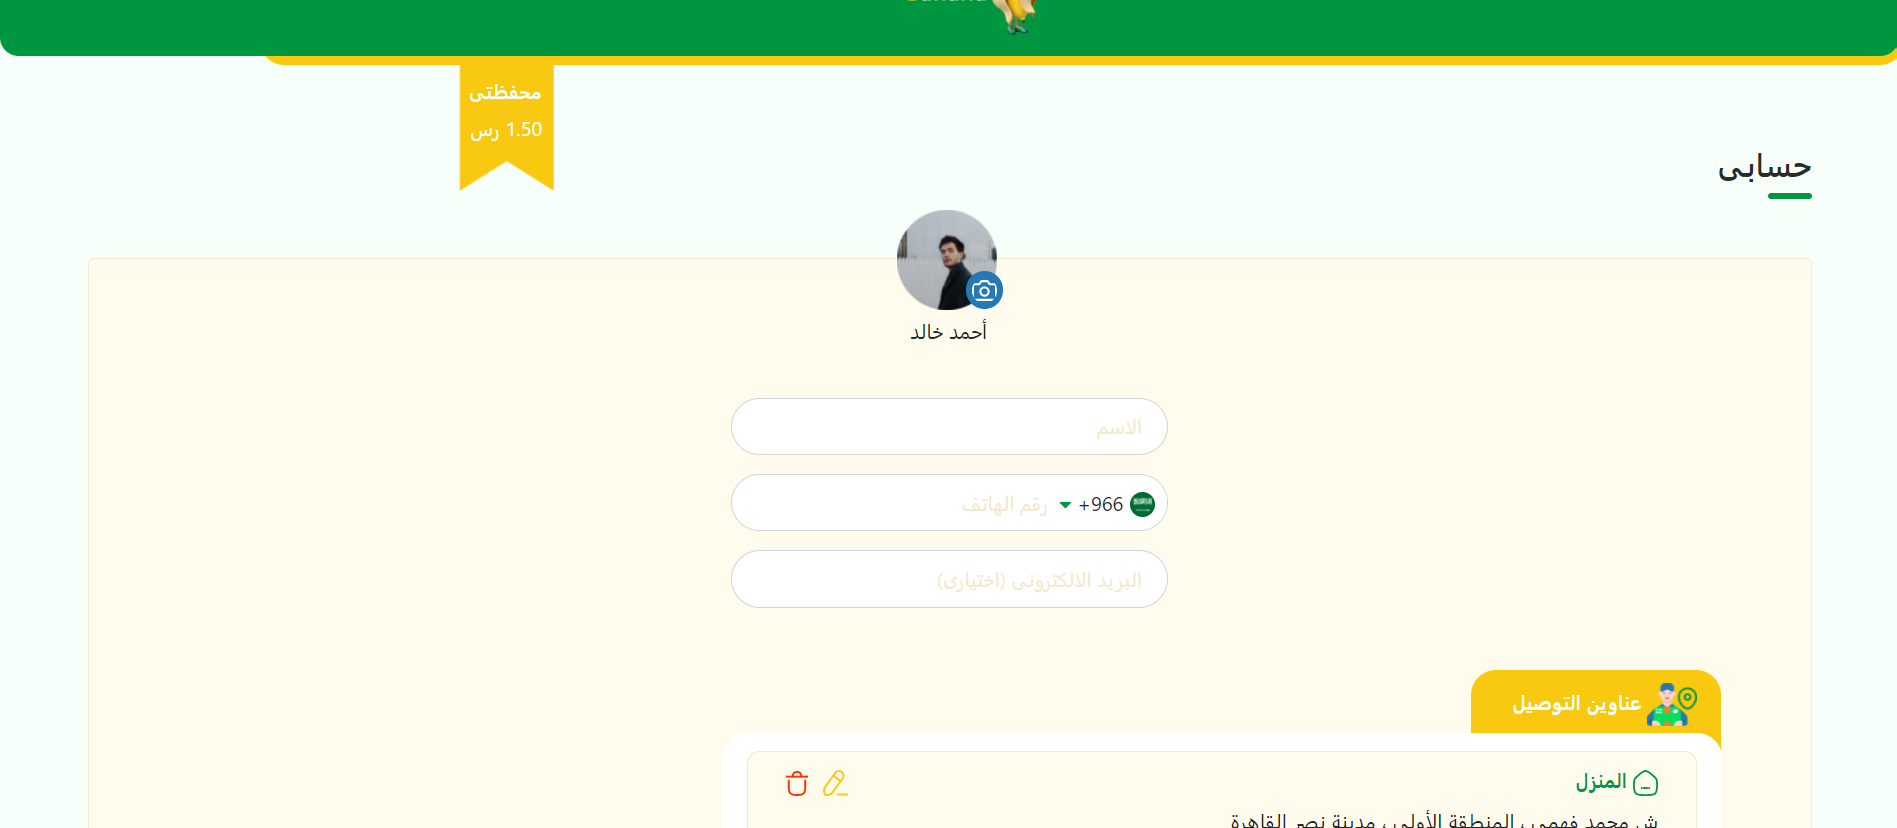 محفظتى
1.50 رس
حسابى
أحمد خالد
الاسم
+966 رقم الهاتف
البريد الالكترونى (اختيارى)
عناوين التوصيل
المنزل
ش محمد فهمى ، المنطقة الأولى ، مدينة نصر القاهرة